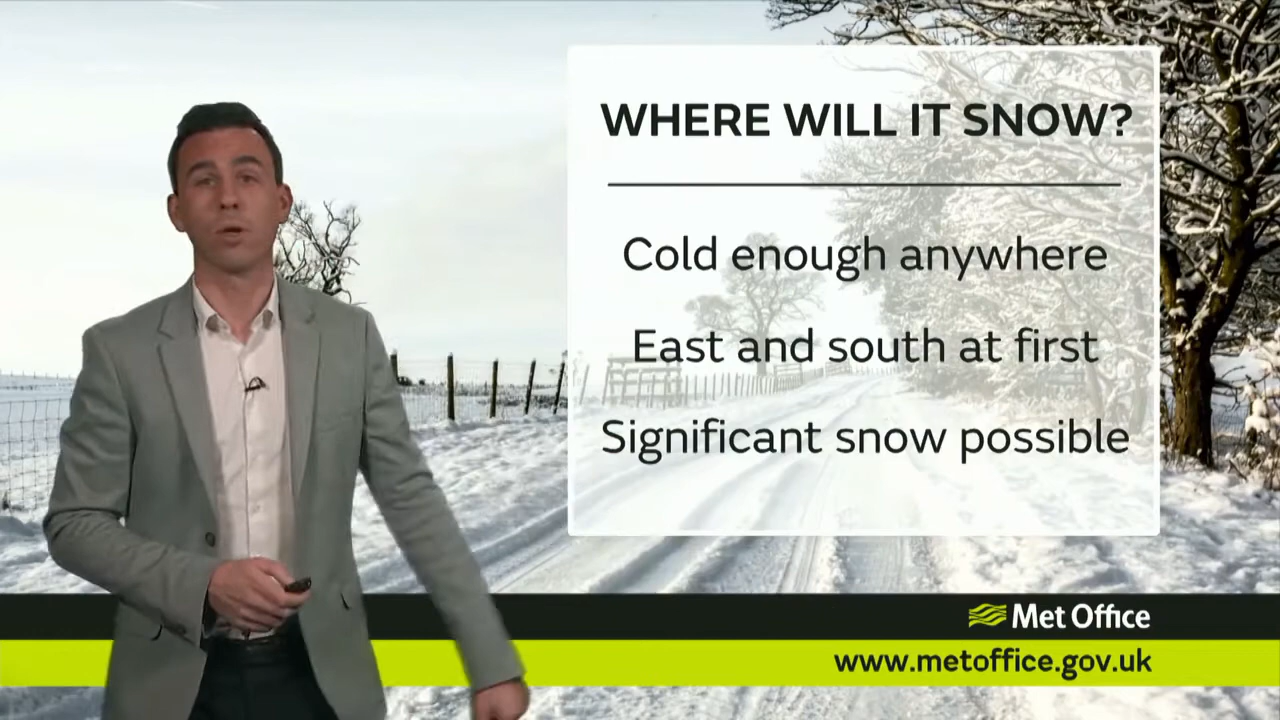 WHERE WILL IT SNOW?
Cold enough anywhere
East and south at first
Significant snow possible
Met Office
www.metoffice.gov.uk